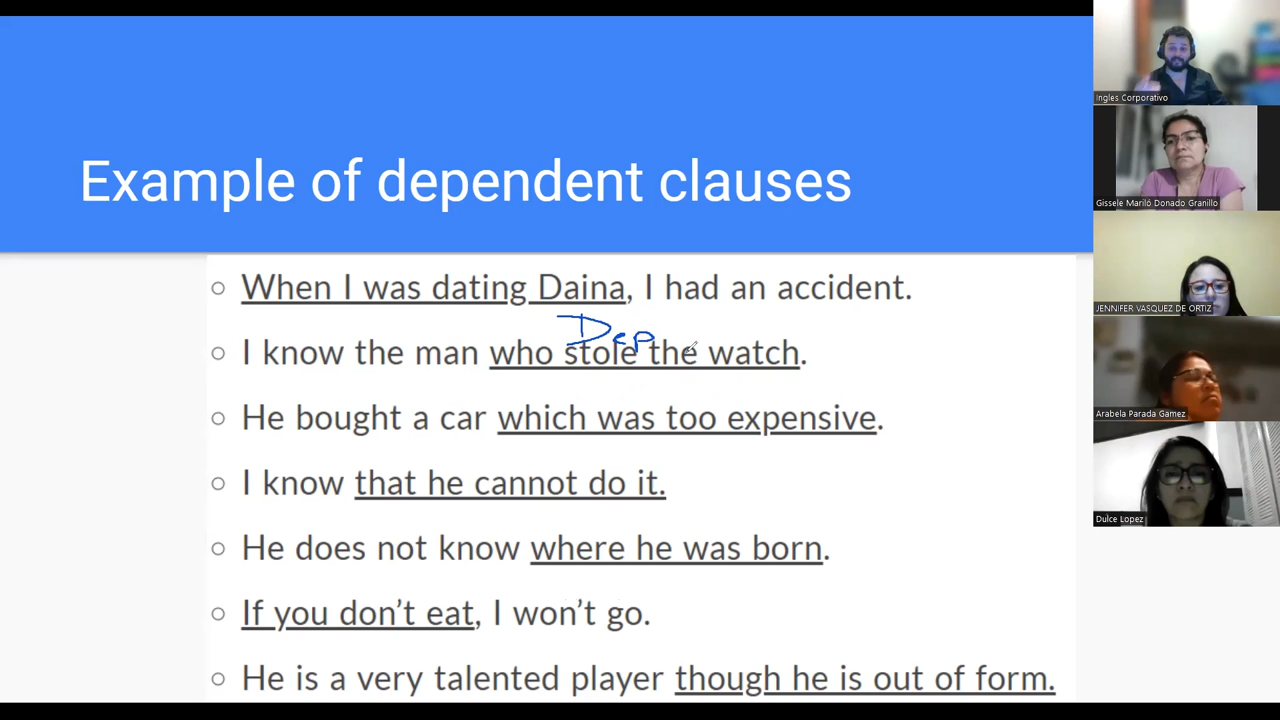 Example of dependent clauses
When I was dating Daina, I had an accident.
Dep
I know the man who stole the watch.
He bought a car which was too expensive.
I know that he cannot do it.
He does not know where he was born.
If you don't eat, I won't go.
He is a very talented player though he is out of form.
Ingles Corporativo
Gissele Mariló Donado Granillo
JENNIFER VASQUEZ DE ORTIZ
Arabela Parada Gamez
Dulce Lopez